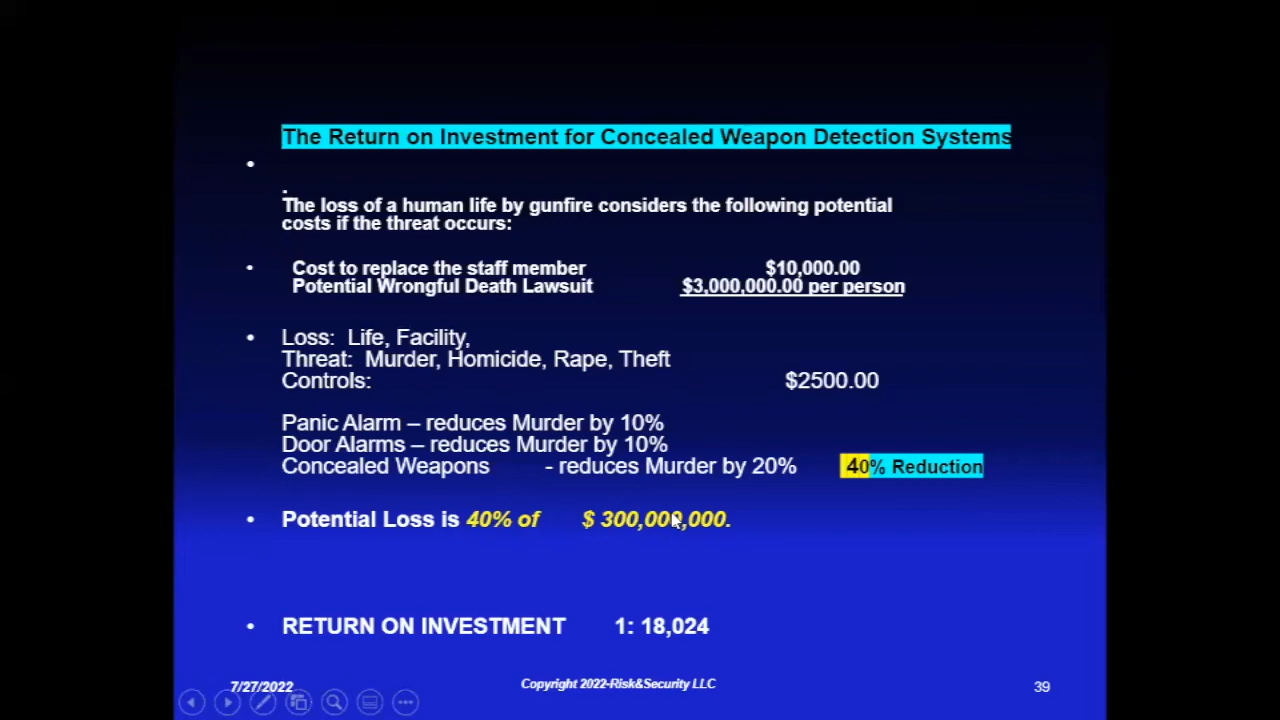 The Return on Investment for Concealed Weapon Detection Systems
.
The loss of a human life by gunfire considers the following potential
costs if the threat occurs:
Cost to replace the staff member $10,000.00
Potential Wrongful Death Lawsuit $3,000,000.00 per person
Loss: Life, Facility,
Threat: Murder, Homicide, Rape, Theft
Controls: $2500.00
Panic Alarm – reduces Murder by 10%
Door Alarms – reduces Murder by 10%
Concealed Weapons - reduces Murder by 20% 40% Reduction
Potential Loss is 40% of $ 300,000,000.
RETURN ON INVESTMENT 1: 18,024
7/27/2022 Copyright 2022-Risk&Security LLC 39